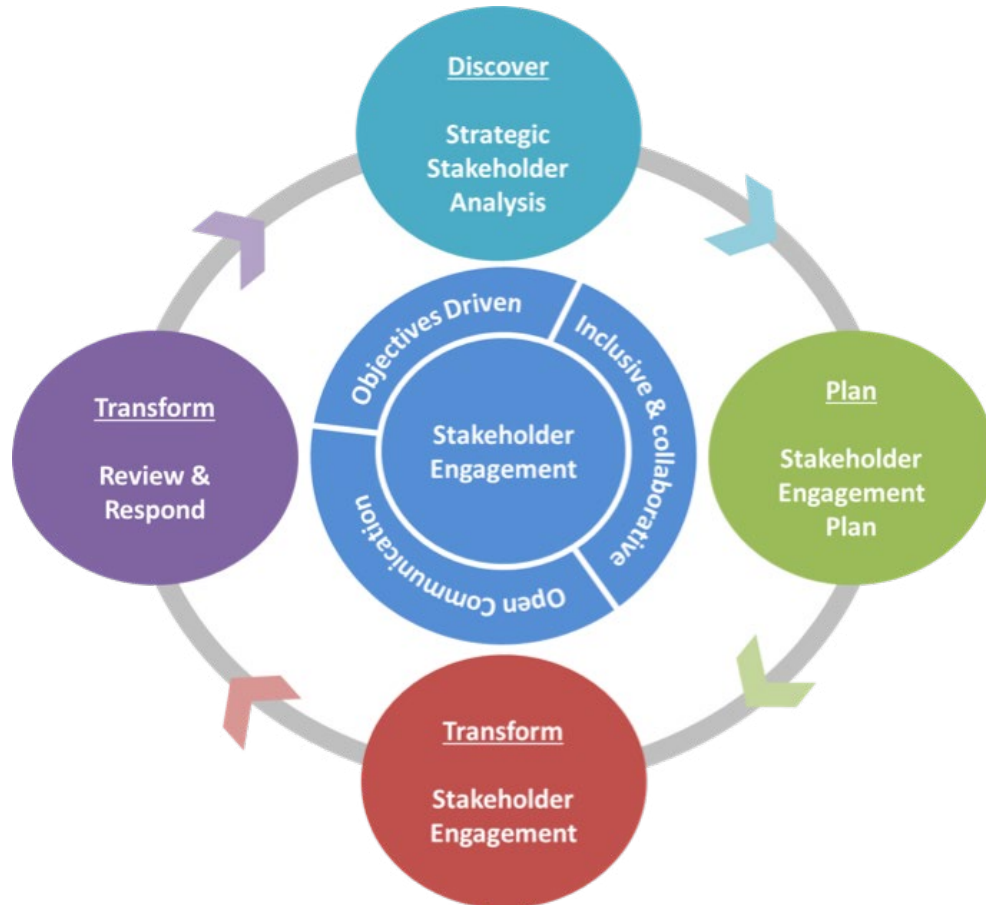 Discover
Strategic
Stakeholder
Analysis
Objectives Driven
Inclusive & collaborative
Open Communication
Stakeholder
Engagement
Plan
Stakeholder
Engagement
Plan
Transform
Stakeholder
Engagement
Transform
Review &
Respond